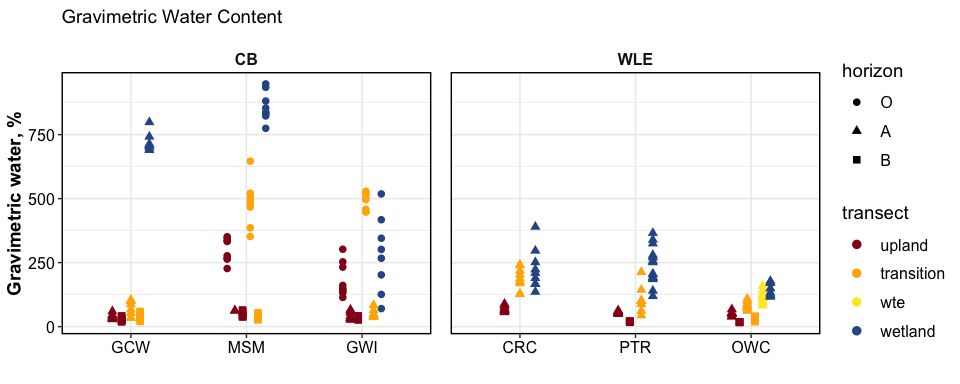 Gravimetric Water Content
CB
WLE
Gravimetric water, %
750
500
250
0
GCW
MSM
GWI
CRC
PTR
OWC
horizon
O
A
B
transect
upland
transition
wte
wetland